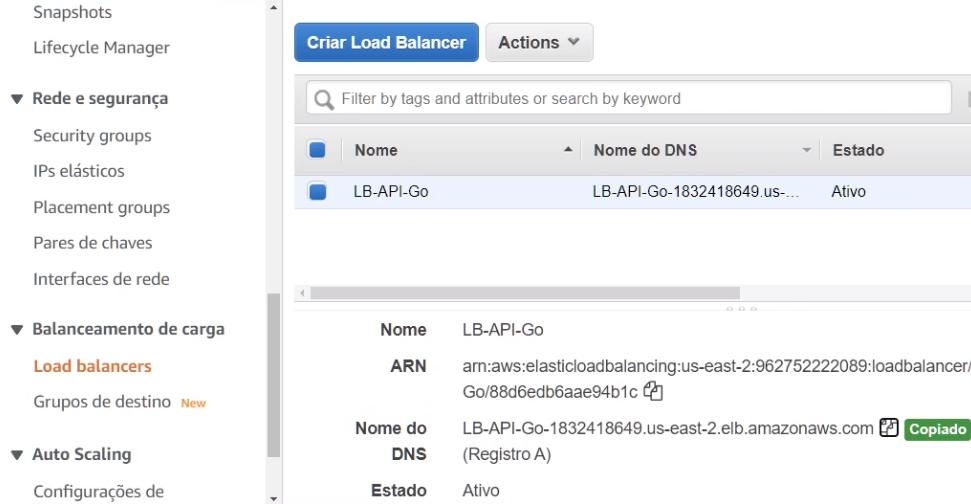 Snapshots
Lifecycle Manager
Rede e segurança
Security groups
IPs elásticos
Placement groups
Pares de chaves
Interfaces de rede
Balanceamento de carga
Load balancers
Grupos de destino New
Auto Scaling
Configurações de
Criar Load Balancer Actions
Filter by tags and attributes or search by keyword
Nome Nome do DNS Estado
LB-API-Go LB-API-Go-1832418649.us-... Ativo
Nome LB-API-Go
ARN arn:aws:elasticloadbalancing:us-east-2:962752222089:loadbalancer/
Go/88d6edb6aae94b1c
Nome do LB-API-Go-1832418649.us-east-2.elb.amazonaws.com Copiado
DNS (Registro A)
Estado Ativo